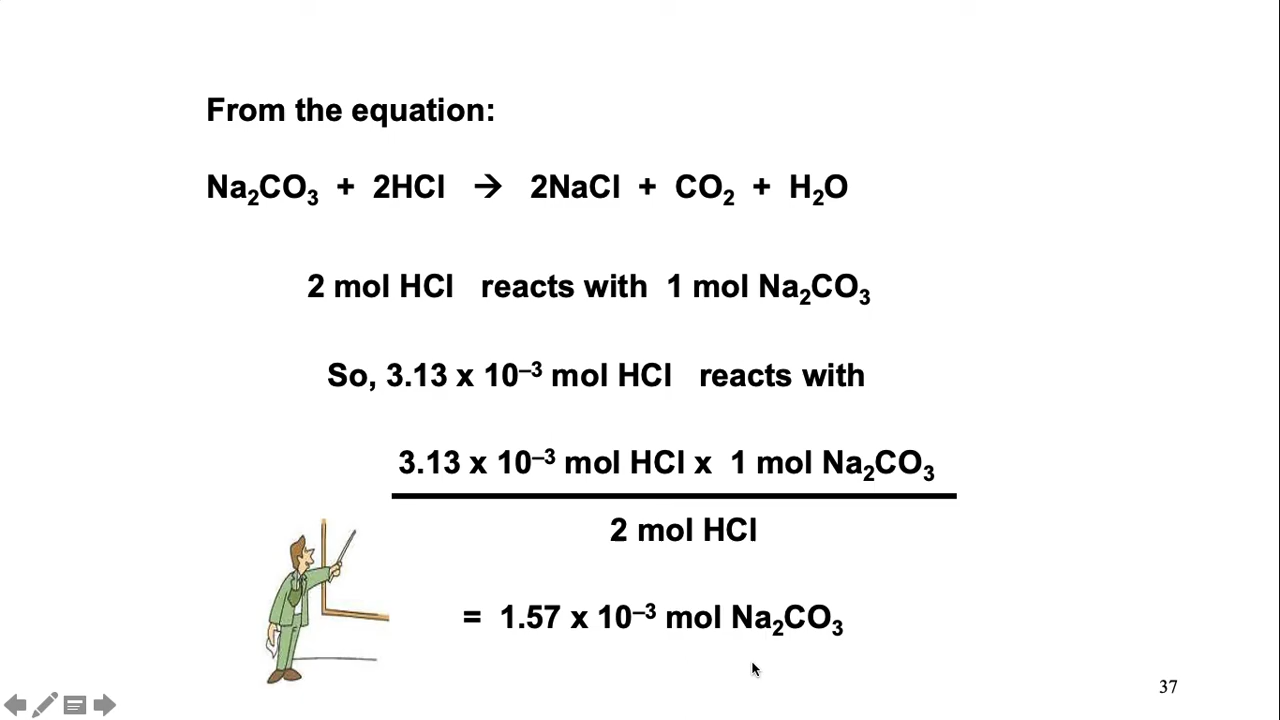 From the equation:
Na₂CO₃ + 2HCl → 2NaCl + CO₂ + H₂O
2 mol HCl reacts with 1 mol Na₂CO₃
So, 3.13 x 10⁻³ mol HCl reacts with
3.13 x 10⁻³ mol HCl x 1 mol Na₂CO₃
2 mol HCl
= 1.57 x 10⁻³ mol Na₂CO₃
37